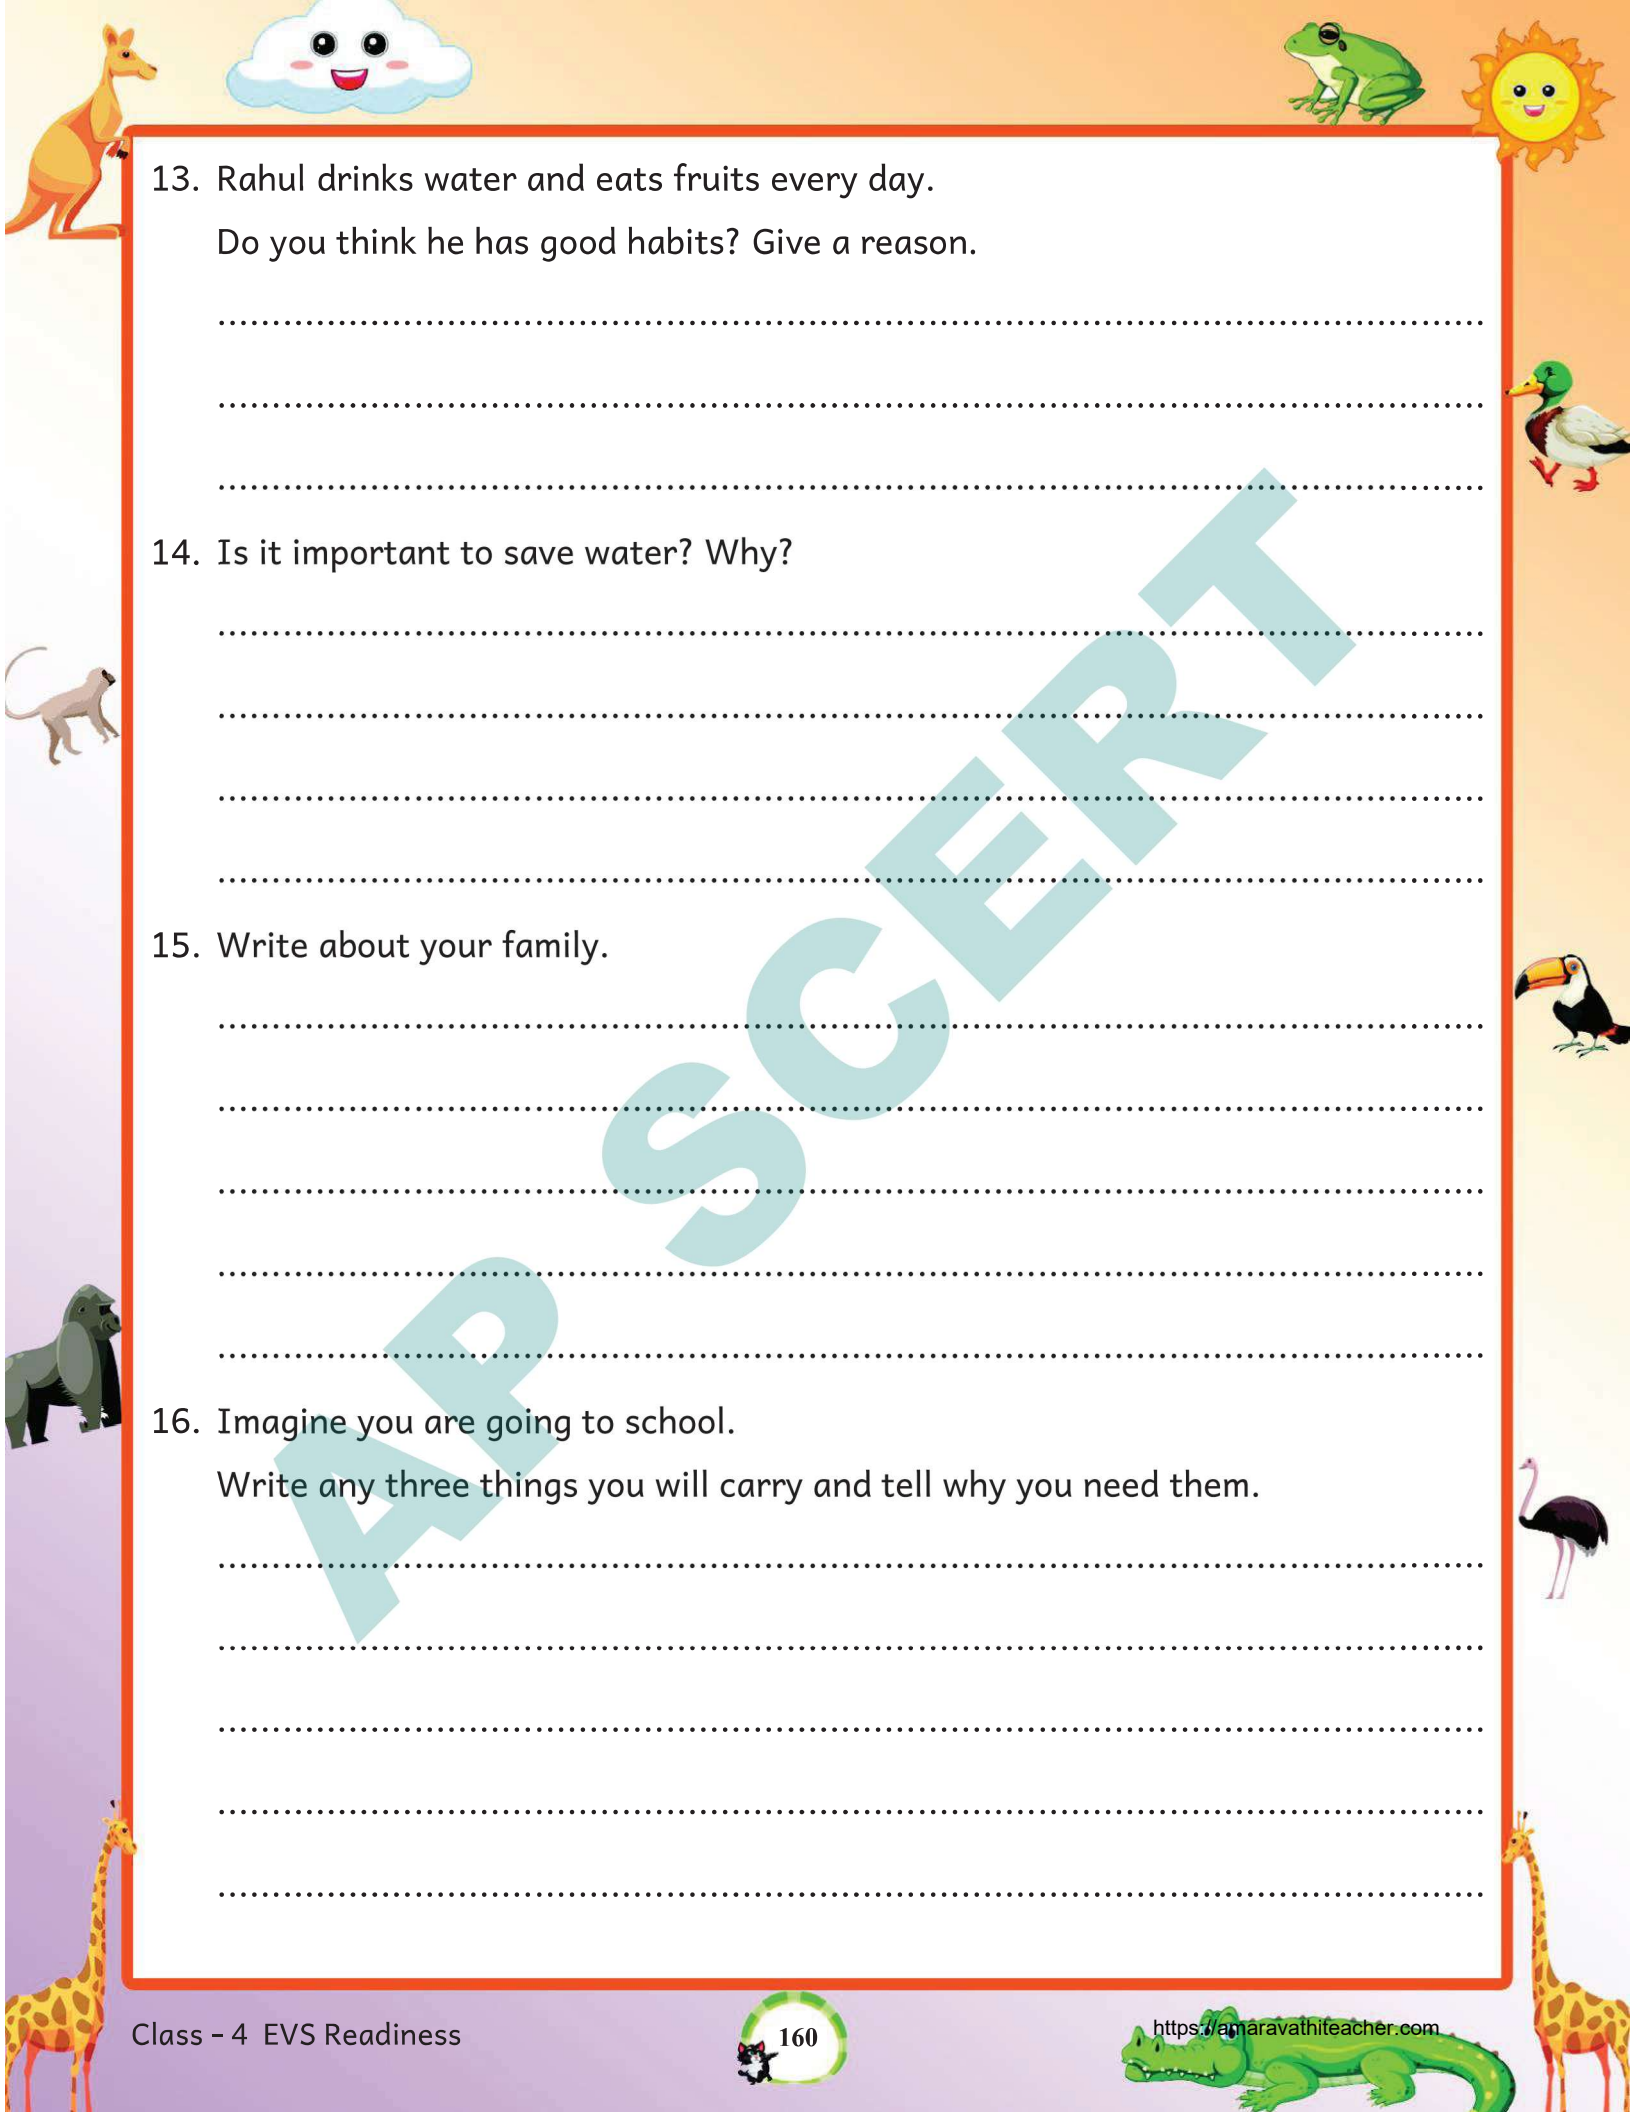 13. Rahul drinks water and eats fruits every day.
Do you think he has good habits? Give a reason.
14. Is it important to save water? Why?
15. Write about your family.
16. Imagine you are going to school.
Write any three things you will carry and tell why you need them.
AP SCERT
Class – 4 EVS Readiness
160
https://amaravathiteacher.com